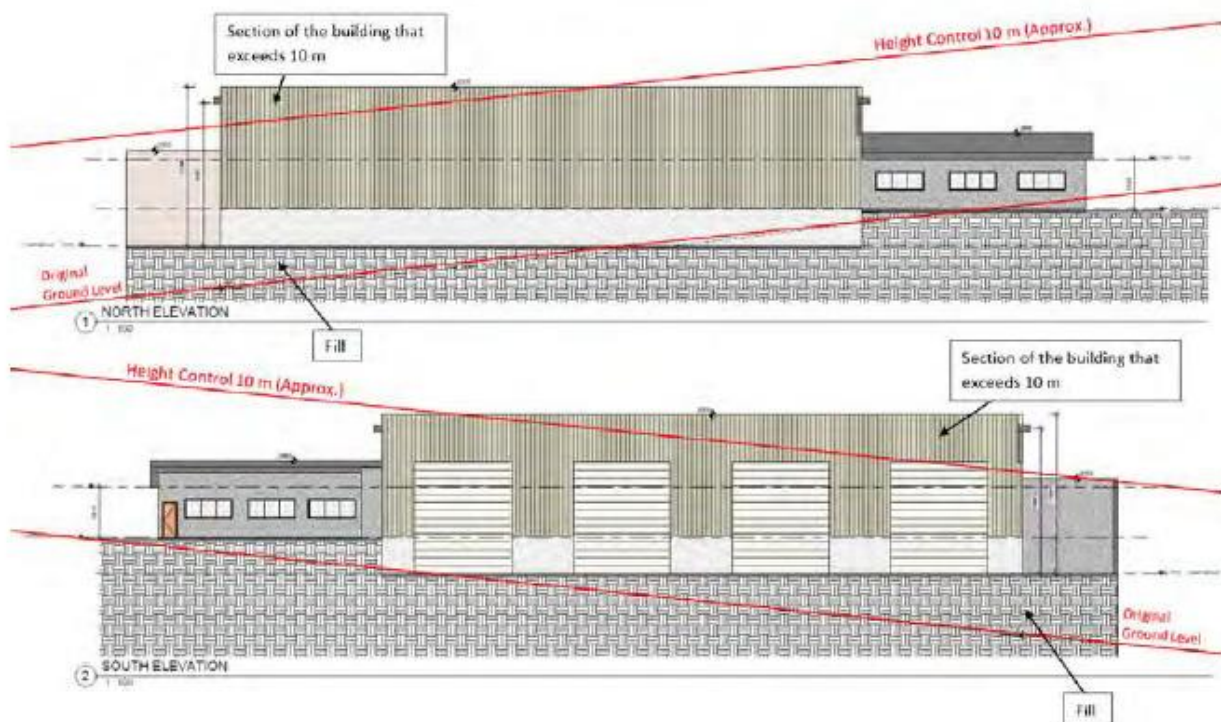 Section of the building that
exceeds 10 m
Height Control 10 m (Approx.)
Original
Ground Level
1
NORTH ELEVATION
Fill
Height Control 10 m (Approx.)
Section of the building that
exceeds 10 m
Original
Ground Level
2
SOUTH ELEVATION
Fill